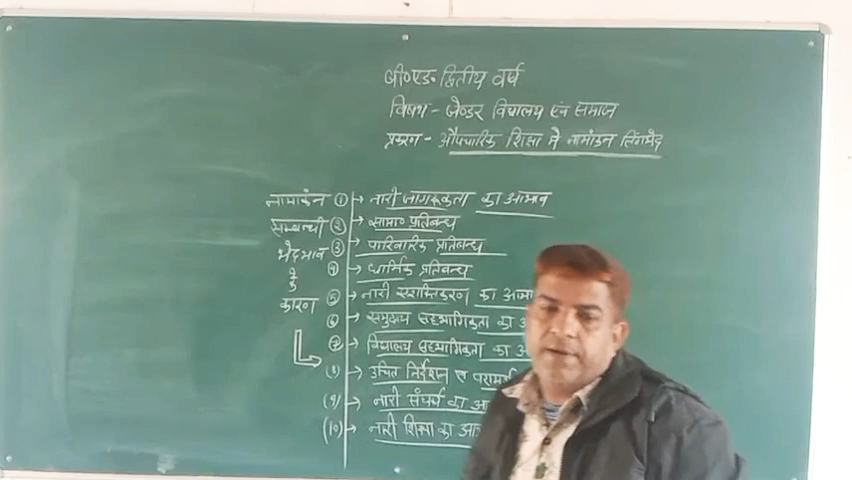 बी०एड० द्वितीय वर्ष
विषय - जेण्डर विद्यालय एवं समाज
प्रकरण - औपचारिक शिक्षा में नामांकन लिंगभेद
नामांकन
सम्बन्धी
भेदभाव
के
कारण
① → नारी जागरूकता का अभाव
② → सामा० प्रतिबन्ध
③ → पारिवारिक प्रतिबन्ध
④ → धार्मिक प्रतिबन्ध
⑤ → नारी सशक्तिकरण का
⑥ → समुदाय सहभागिकता का
⑦ → विद्यालय सहभागिकता का
(8) → उचित निर्देशन एवं
(9) → नारी संघर्ष का
(10) → नारी शिक्षा का